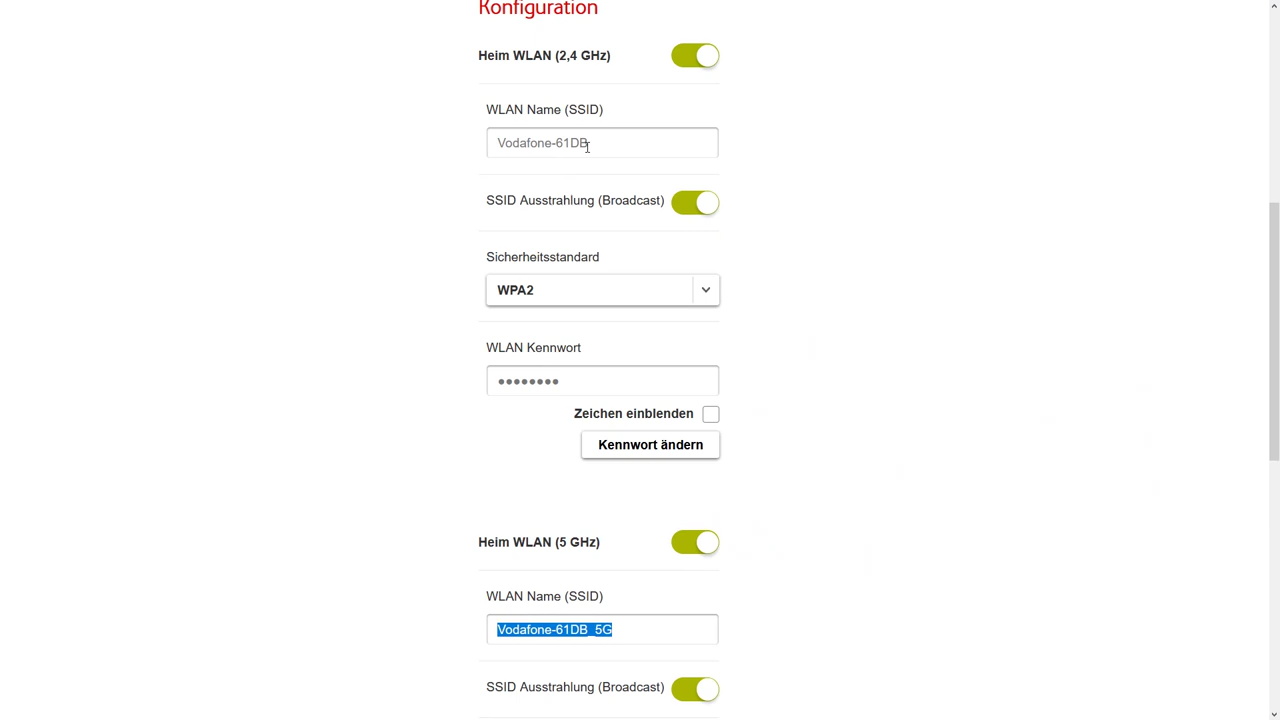 Konfiguration
Heim WLAN (2,4 GHz)
WLAN Name (SSID)
Vodafone-61DB
SSID Ausstrahlung (Broadcast)
Sicherheitsstandard
WPA2
WLAN Kennwort
●●●●●●●●
Zeichen einblenden
Kennwort ändern
Heim WLAN (5 GHz)
WLAN Name (SSID)
Vodafone-61DB_5G
SSID Ausstrahlung (Broadcast)